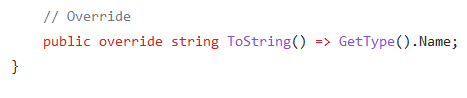 // Override
public override string ToString() => GetType().Name;
}